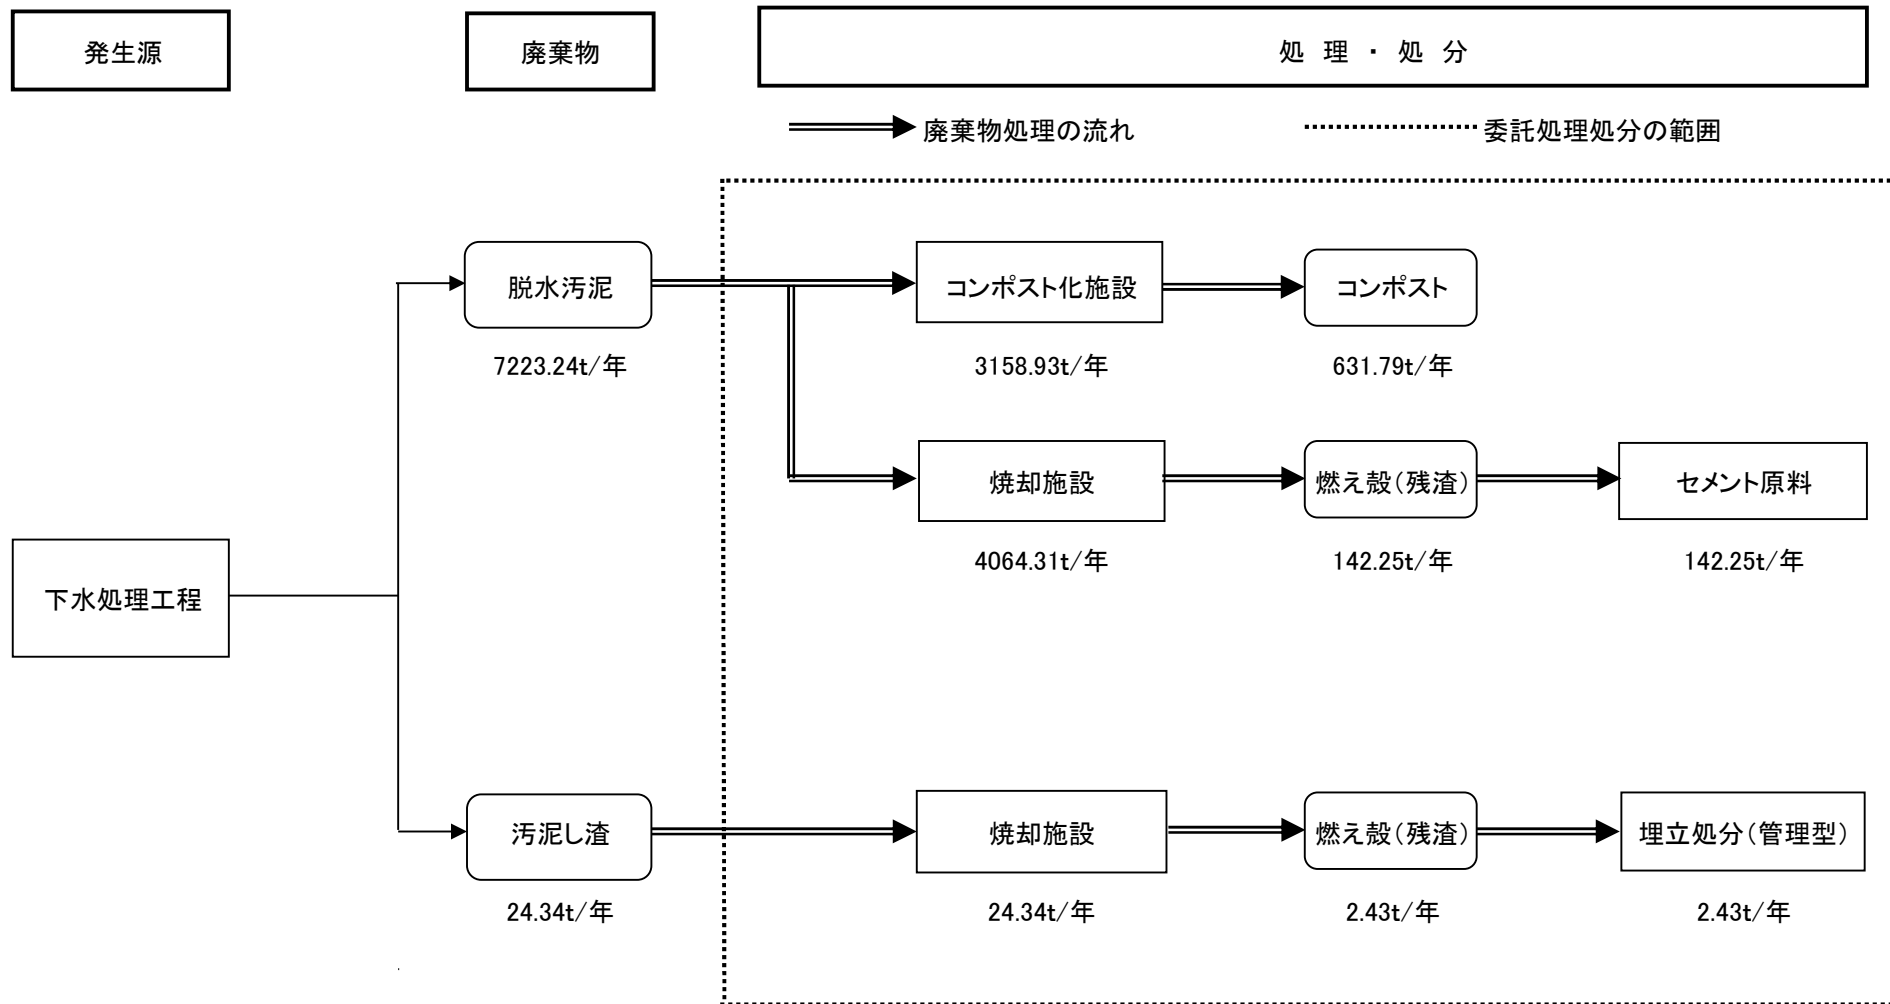 発生源
廃棄物
処 理 ・ 処 分
廃棄物処理の流れ
委託処理処分の範囲
脱水汚泥
コンポスト化施設
コンポスト
7223.24t/年
3158.93t/年
631.79t/年
焼却施設
燃え殻(残渣)
セメント原料
4064.31t/年
142.25t/年
142.25t/年
下水処理工程
汚泥し渣
焼却施設
燃え殻(残渣)
埋立処分(管理型)
24.34t/年
24.34t/年
2.43t/年
2.43t/年